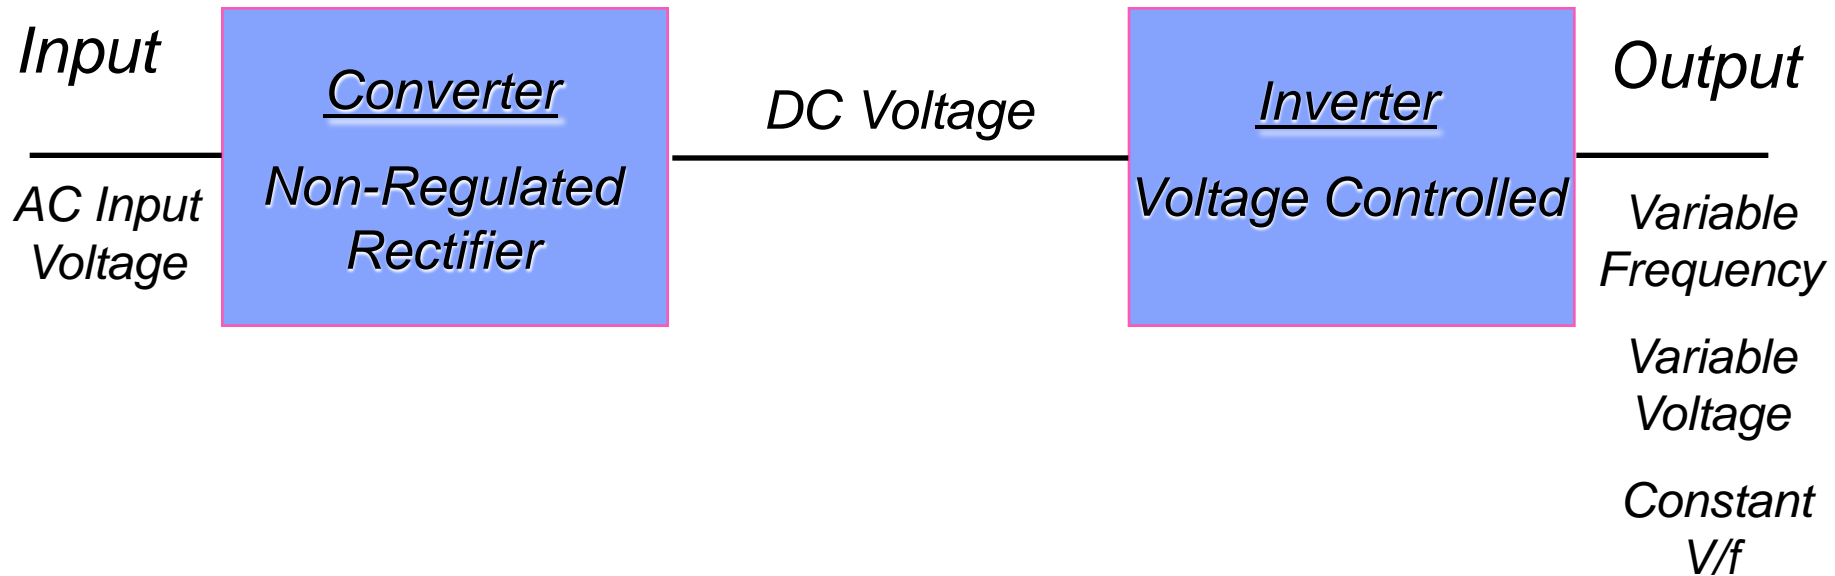 Input
AC Input
Voltage
Converter
Non-Regulated
Rectifier
DC Voltage
Inverter
Voltage Controlled
Output
Variable
Frequency
Variable
Voltage
Constant
V/f